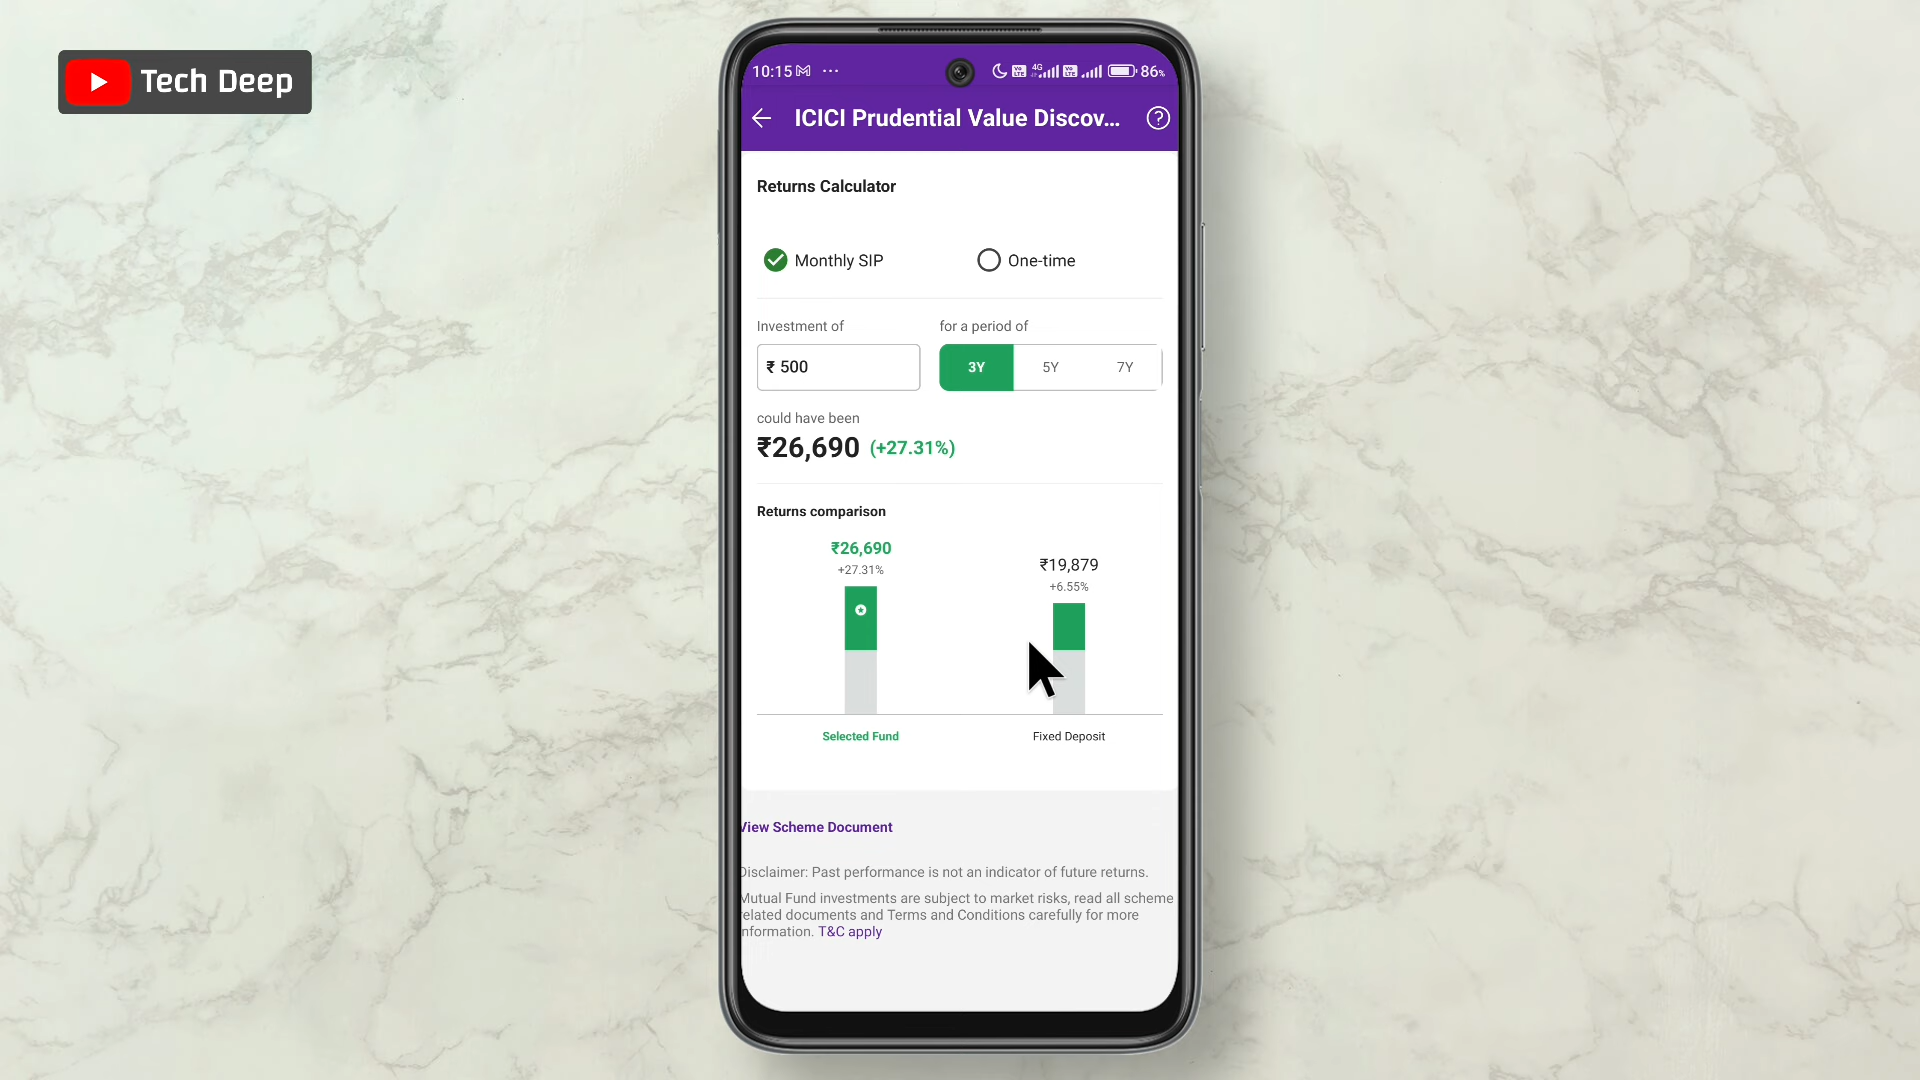 Tech Deep
10:15 ... 4G 86%
ICICI Prudential Value Discov... ?
Returns Calculator
Monthly SIP One-time
Investment of for a period of
₹ 500 3Y 5Y 7Y
could have been
₹26,690 (+27.31%)
Returns comparison
₹26,690
+27.31%
₹19,879
+6.55%
Selected Fund Fixed Deposit
View Scheme Document
Disclaimer: Past performance is not an indicator of future returns.
Mutual Fund investments are subject to market risks, read all scheme
elated documents and Terms and Conditions carefully for more
nformation. T&C apply